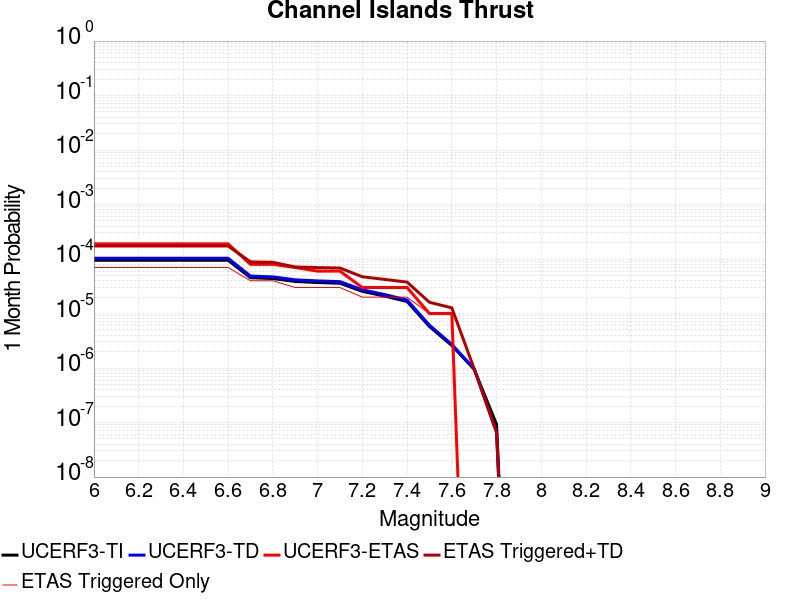 Channel Islands Thrust
1 Month Probability
10^0
10^-1
10^-2
10^-3
10^-4
10^-5
10^-6
10^-7
10^-8
6 6.2 6.4 6.6 6.8 7 7.2 7.4 7.6 7.8 8 8.2 8.4 8.6 8.8 9
Magnitude
UCERF3-TI UCERF3-TD UCERF3-ETAS ETAS Triggered+TD
ETAS Triggered Only